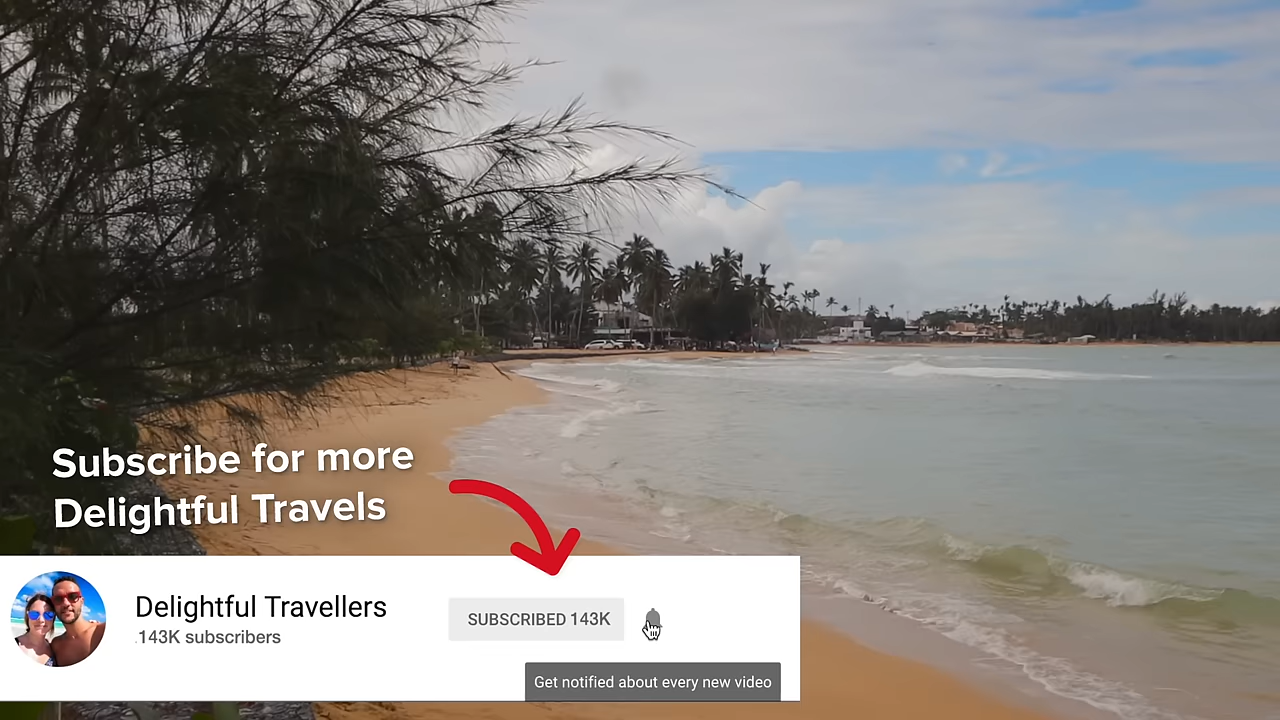 Subscribe for more
Delightful Travels
Delightful Travellers
143K subscribers
SUBSCRIBED 143K
Get notified about every new video